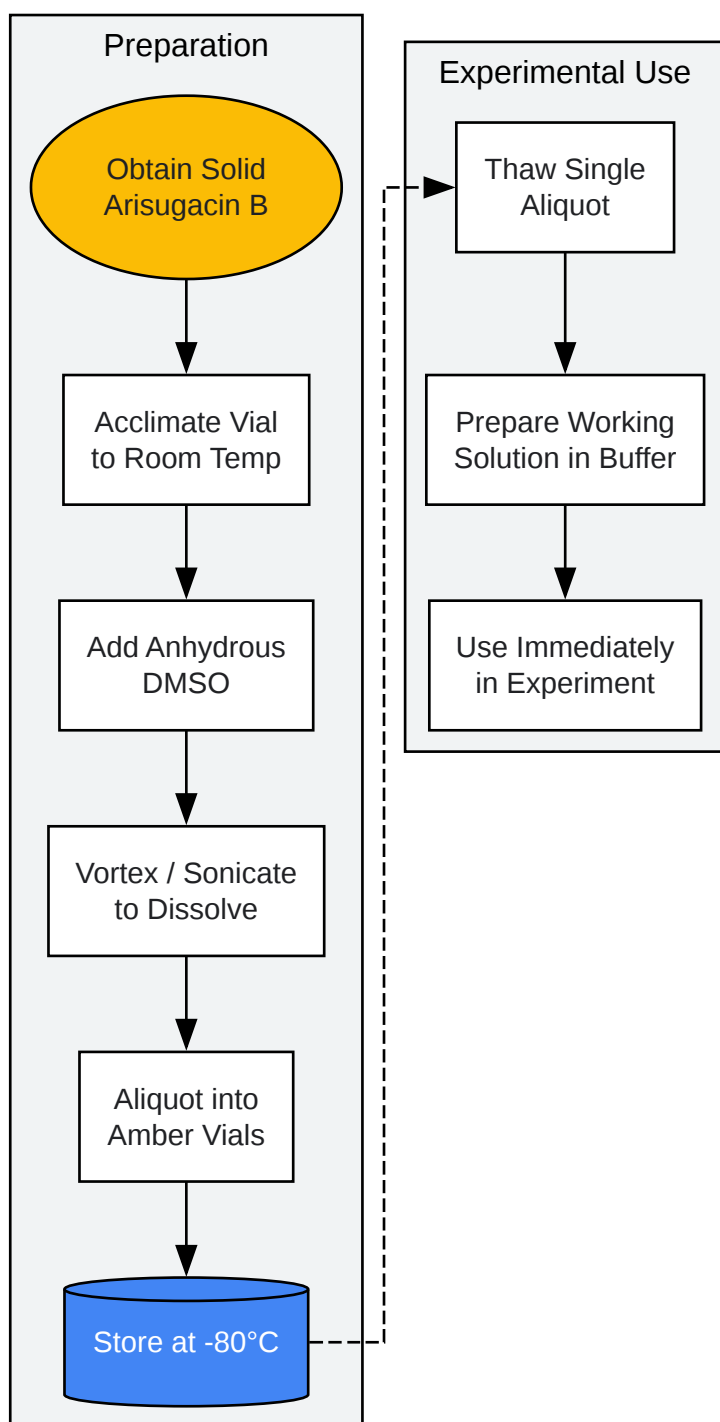 Preparation
Obtain Solid
Arisugacin B
Acclimate Vial
to Room Temp
Add Anhydrous
DMSO
Vortex / Sonicate
to Dissolve
Aliquot into
Amber Vials
Store at -80°C
Experimental Use
Thaw Single
Aliquot
Prepare Working
Solution in Buffer
Use Immediately
in Experiment